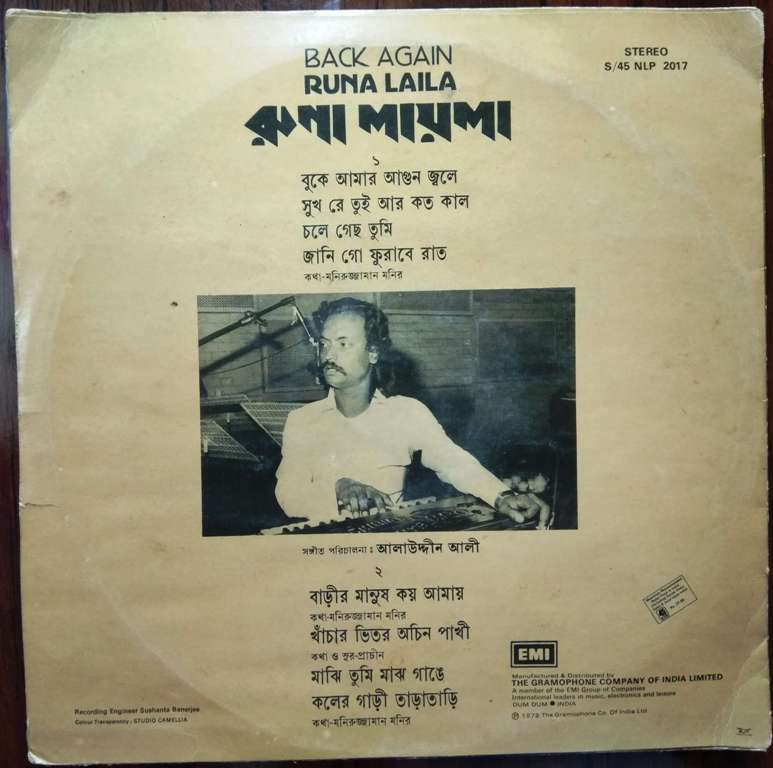 BACK AGAIN
RUNA LAILA
রুনা লায়লা
STEREO
S/45 NLP 2017
১
বুকে আমার আগুন জ্বলে
সুখ রে তুই আর কত কাল
চলে গেছ তুমি
জানি গো ফুরাবে রাত
কথা-মনিরুজ্জামান মনির
সঙ্গীত পরিচালনা : আলাউদ্দীন আলী
২
বাড়ীর মানুষ কয় আমায়
কথা-মনিরুজ্জামান মনির
খাঁচার ভিতর অচিন পাখী
কথা ও সুর-প্রাচীন
মাঝি তুমি মাঝ গাঙে
কলের গাড়ী তাড়াতাড়ি
কথা-মনিরুজ্জামান মনির
Recording Engineer Sushanta Banerjee
Colour Transparency : STUDIO CAMELLIA
EMI
Manufactured & Distributed by
THE GRAMOPHONE COMPANY OF INDIA LIMITED
A member of the EMI Group of Companies
International leaders in music, electronics and leisure
DUM DUM ● INDIA
℗ 1979 The Gramophone Co. Of India Ltd